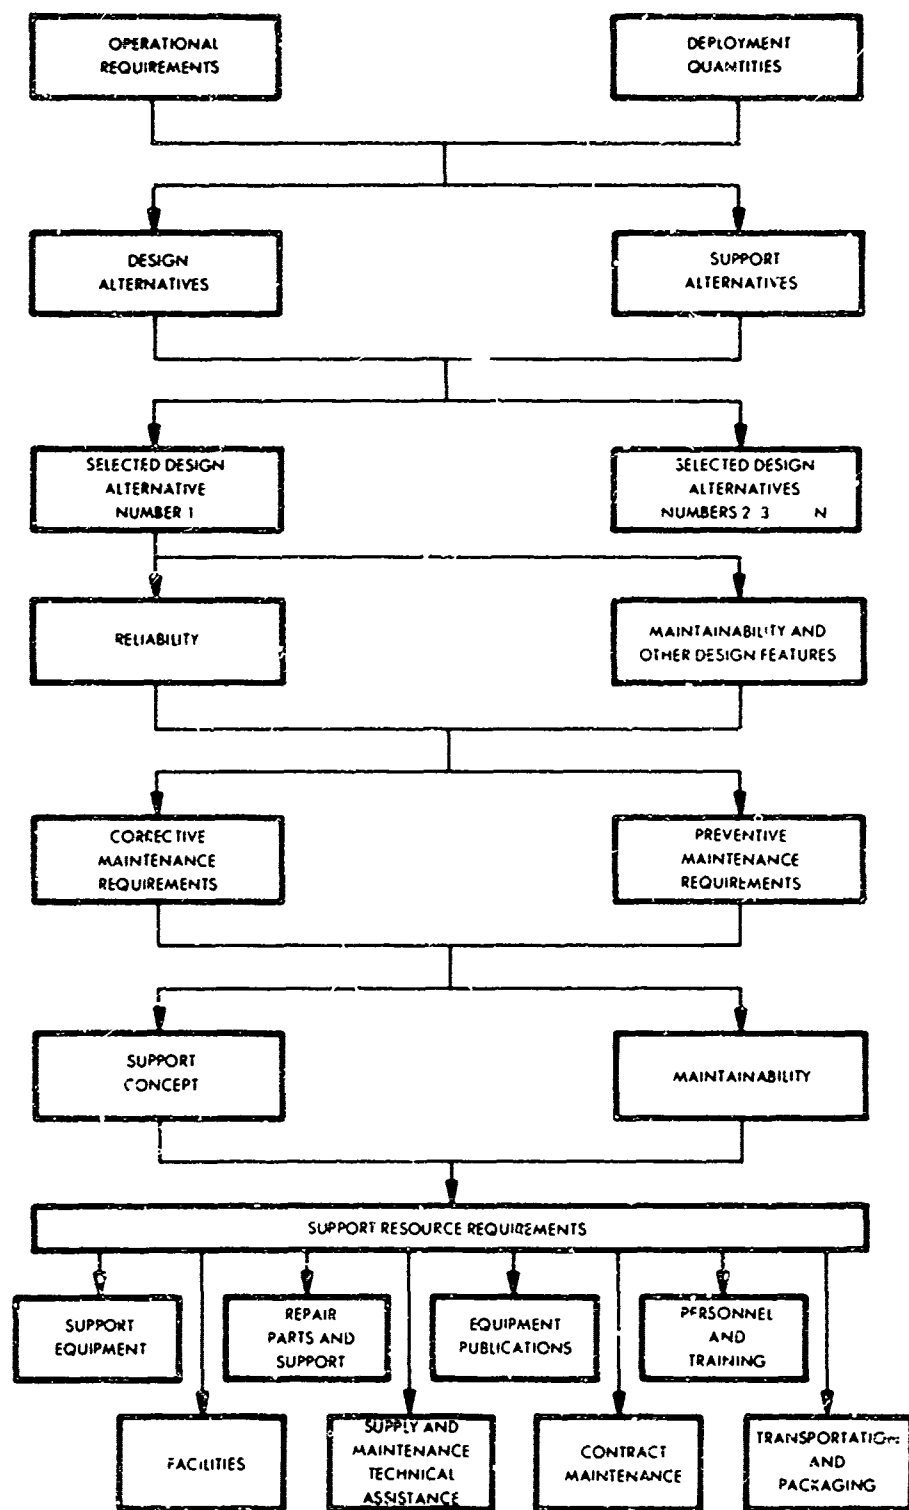 OPERATIONAL
REQUIREMENTS
DEPLOYMENT
QUANTITIES
DESIGN
ALTERNATIVES
SUPPORT
ALTERNATIVES
SELECTED DESIGN
ALTERNATIVE
NUMBER 1
SELECTED DESIGN
ALTERNATIVES
NUMBERS 2 3 N
RELIABILITY
MAINTAINABILITY AND
OTHER DESIGN FEATURES
CORRECTIVE
MAINTENANCE
REQUIREMENTS
PREVENTIVE
MAINTENANCE
REQUIREMENTS
SUPPORT
CONCEPT
MAINTAINABILITY
SUPPORT RESOURCE REQUIREMENTS
SUPPORT
EQUIPMENT
REPAIR
PARTS AND
SUPPORT
EQUIPMENT
PUBLICATIONS
PERSONNEL
AND
TRAINING
FACILITIES
SUPPLY AND
MAINTENANCE
TECHNICAL
ASSISTANCE
CONTRACT
MAINTENANCE
TRANSPORTATION
AND
PACKAGING